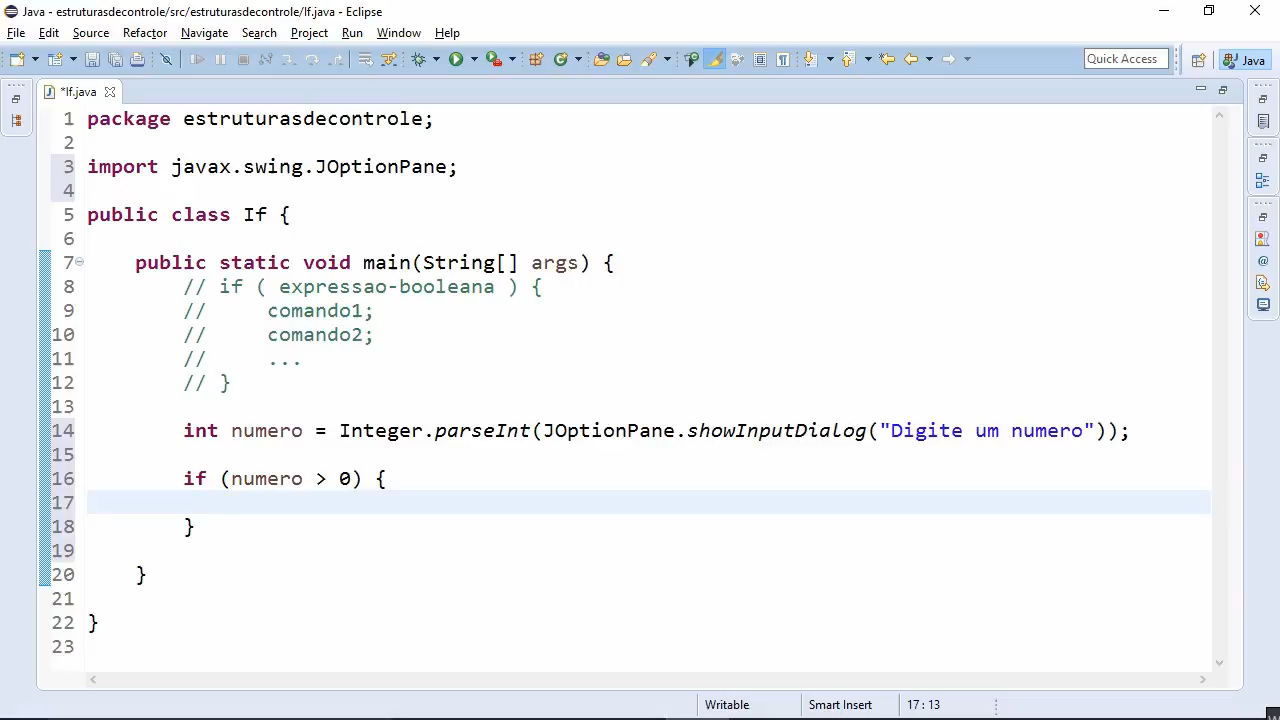 Java - estruturasdecontrole/src/estruturasdecontrole/If.java - Eclipse
File Edit Source Refactor Navigate Search Project Run Window Help
Quick Access Java
*If.java
1 package estruturasdecontrole;
2
3 import javax.swing.JOptionPane;
4
5 public class If {
6
7 public static void main(String[] args) {
8 // if ( expressao-booleana ) {
9 // comando1;
10 // comando2;
11 // ...
12 // }
13
14 int numero = Integer.parseInt(JOptionPane.showInputDialog("Digite um numero"));
15
16 if (numero > 0) {
17
18 }
19
20 }
21
22 }
23
Writable Smart Insert 17 : 13